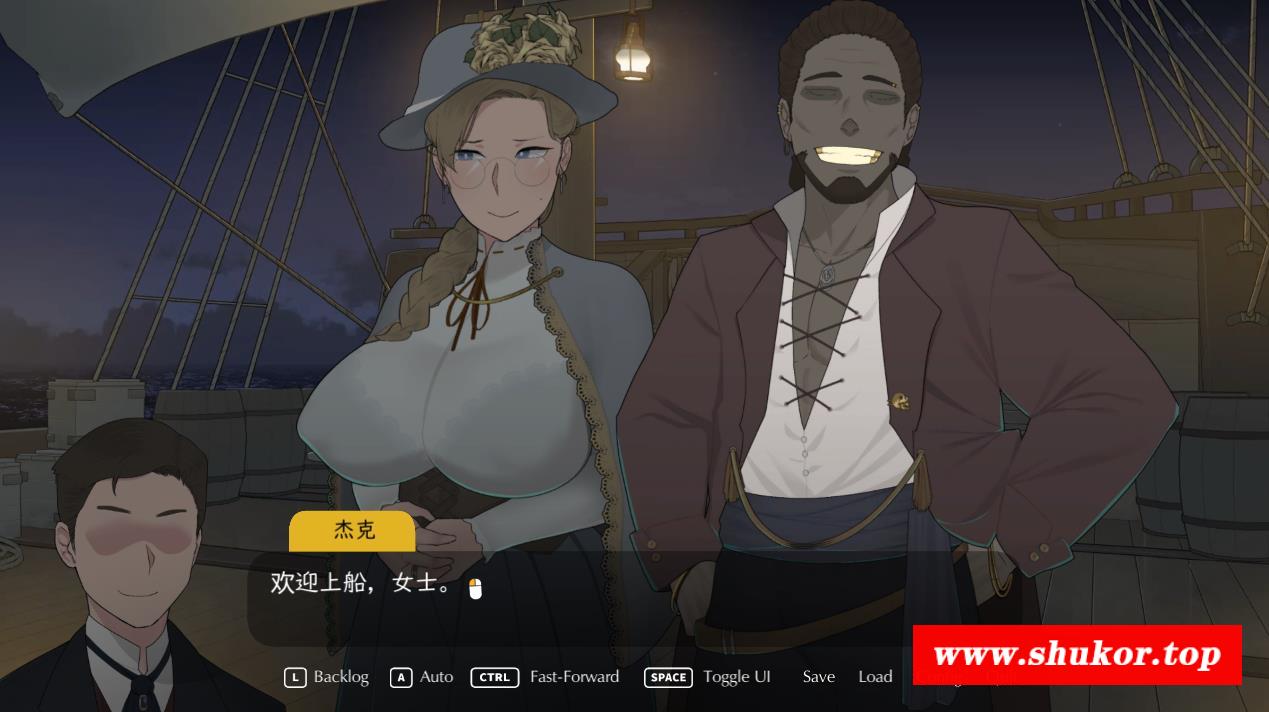 杰克
欢迎上船，女士。
L Backlog A Auto CTRL Fast-Forward SPACE Toggle UI Save Load
www.shukor.top